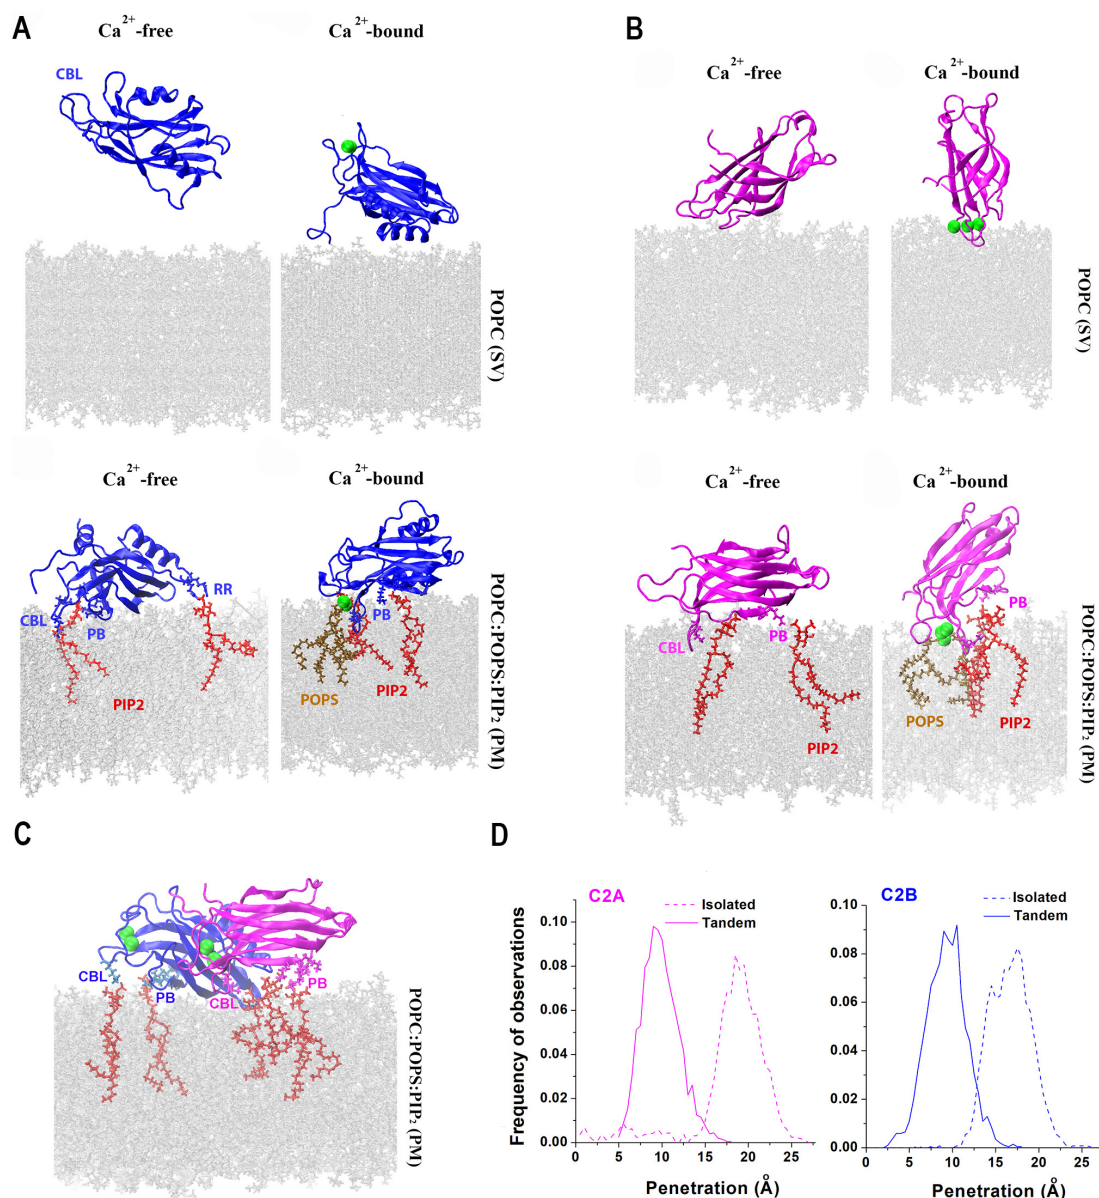 A
Ca2+-free
Ca2+-bound
CBL
POPC (SV)
Ca2+-free
Ca2+-bound
CBL
PB
RR
PIP2
PB
POPS
PIP2
POPC:POPS:PIP₂ (PM)
B
Ca2+-free
Ca2+-bound
POPC (SV)
Ca2+-free
Ca2+-bound
CBL
PB
PIP2
PB
POPS
PIP2
POPC:POPS:PIP₂ (PM)
C
CBL
PB
CBL
PB
POPC:POPS:PIP₂ (PM)
D
Frequency of observations
C2A
Isolated
Tandem
0.10
0.08
0.06
0.04
0.02
0.00
0 5 10 15 20 25
Penetration (Å)
C2B
Isolated
Tandem
0.10
0.08
0.06
0.04
0.02
0.00
0 5 10 15 20 25
Penetration (Å)